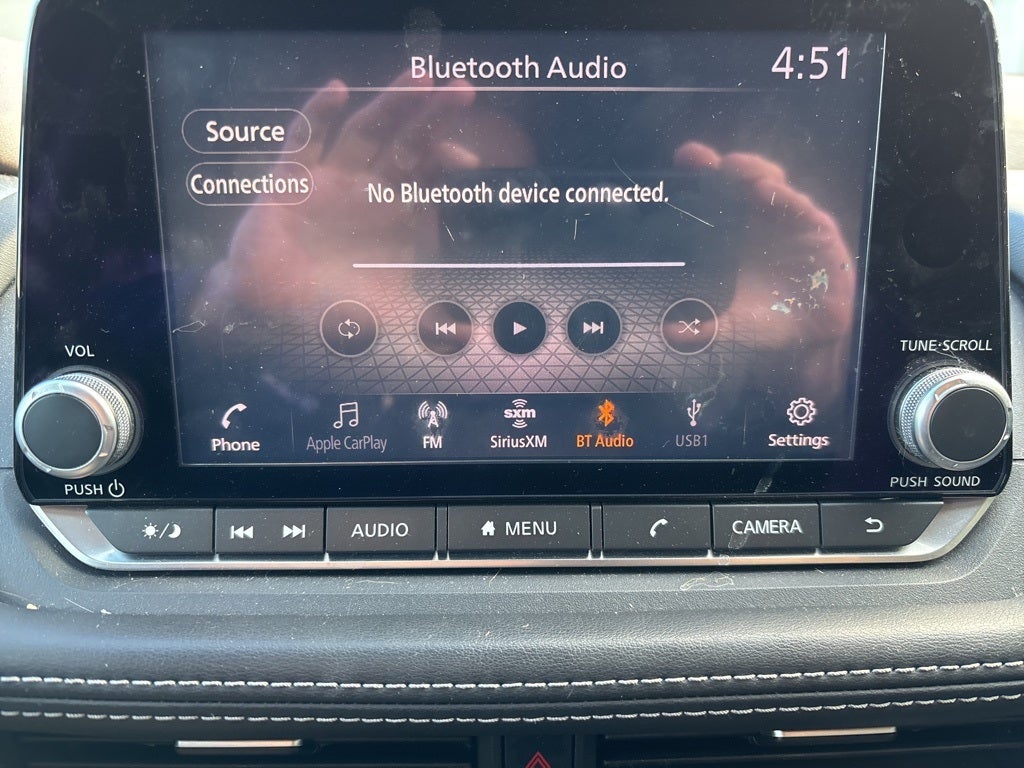 Bluetooth Audio
4:51
Source
Connections
No Bluetooth device connected.
VOL
TUNE·SCROLL
Phone
Apple CarPlay
FM
sxm
SiriusXM
BT Audio
USB1
Settings
PUSH
PUSH SOUND
AUDIO
MENU
CAMERA